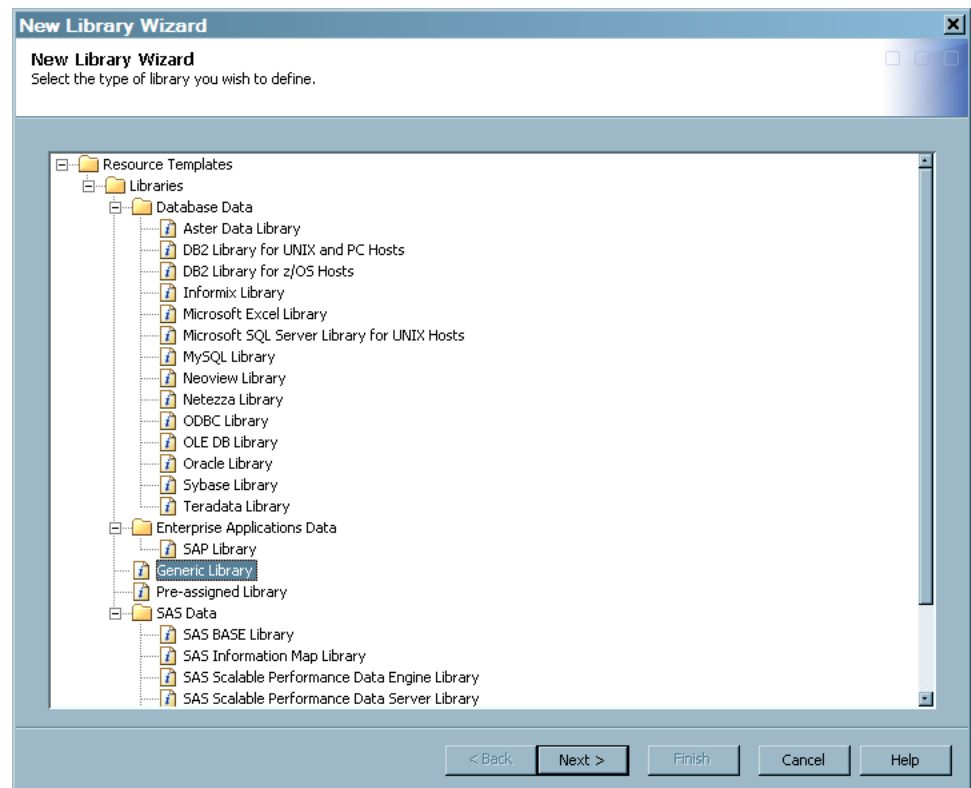 New Library Wizard
New Library Wizard
Select the type of library you wish to define.
Resource Templates
Libraries
Database Data
Aster Data Library
DB2 Library for UNIX and PC Hosts
DB2 Library for z/OS Hosts
Informix Library
Microsoft Excel Library
Microsoft SQL Server Library for UNIX Hosts
MySQL Library
Neoview Library
Netezza Library
ODBC Library
OLE DB Library
Oracle Library
Sybase Library
Teradata Library
Enterprise Applications Data
SAP Library
Generic Library
Pre-assigned Library
SAS Data
SAS BASE Library
SAS Information Map Library
SAS Scalable Performance Data Engine Library
SAS Scalable Performance Data Server Library
< Back Next > Finish Cancel Help